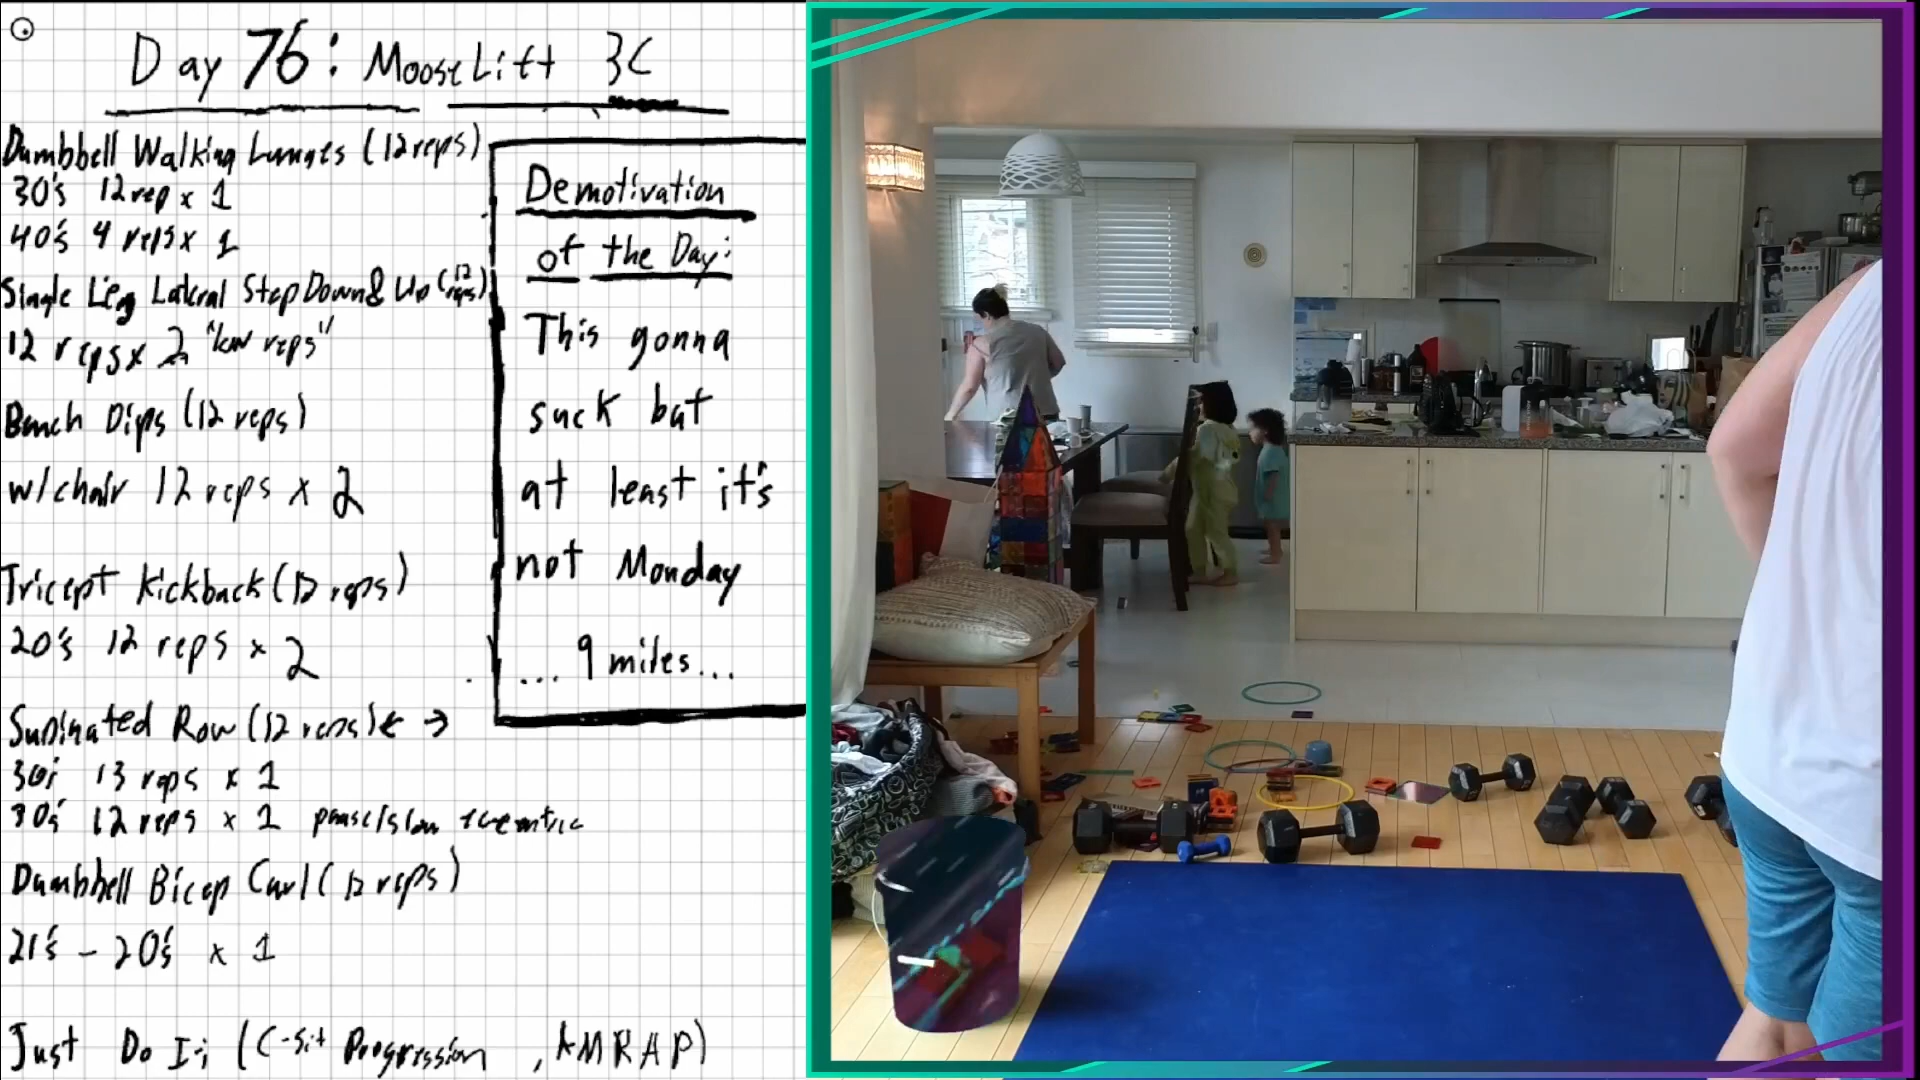 Day 76: MooseLift 3C
Dumbbell Walking Lunges (12 reps)
30's 12 rep x 1
40's 4 reps x 1
Single Leg Lateral Step Down & Up (12 reps)
12 reps x 2 "low reps"
Bench Dips (12 reps)
w/chair 12 reps x 2
Tricept Kickback (12 reps)
20's 12 reps x 2
Supinated Row (12 reps) ← →
30's 13 reps x 1
30's 12 reps x 1 pause/slow
Dumbbell Bicep Curl (12 reps)
21's - 20's x 1
Just Do It; (C-sit Progression, AMRAP)
Demotivation
of the Day:
This gonna
suck but
at least it's
not Monday
... 9 miles...